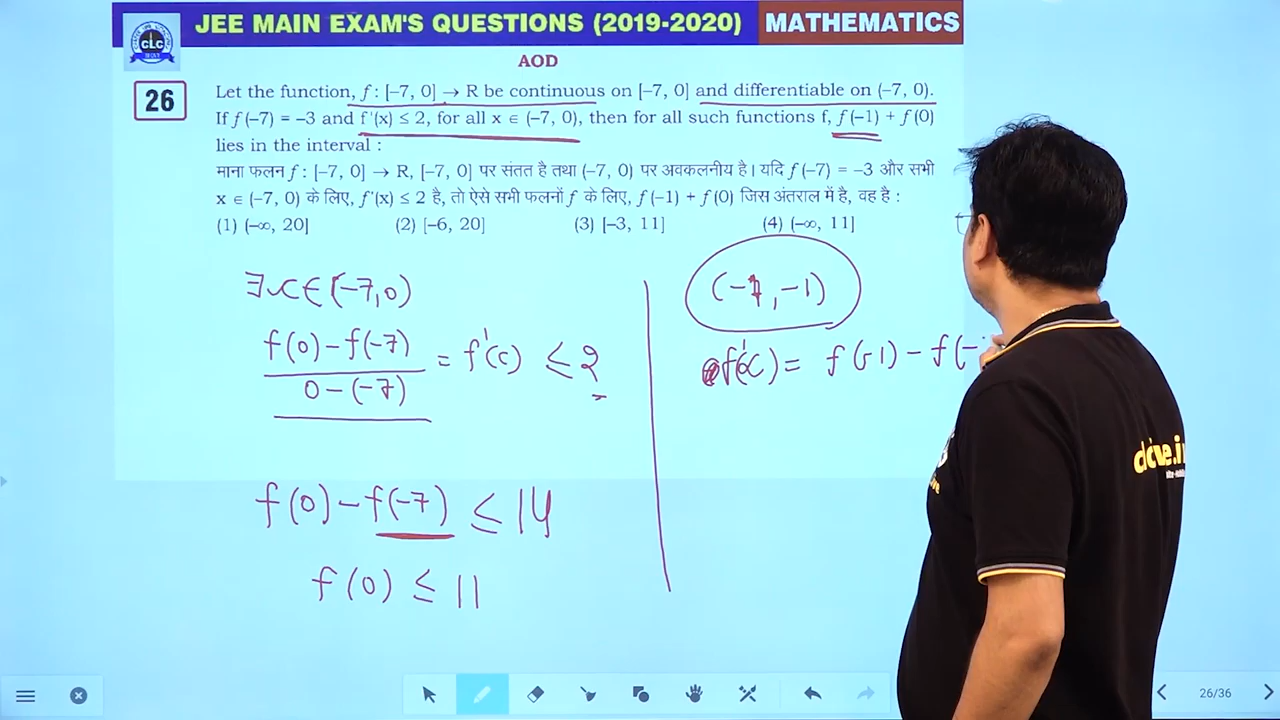 JEE MAIN EXAM'S QUESTIONS (2019-2020) MATHEMATICS
CLC
AOD
26
Let the function, f : [–7, 0] → R be continuous on [–7, 0] and differentiable on (–7, 0).
If f (–7) = –3 and f '(x) ≤ 2, for all x ∈ (–7, 0), then for all such functions f, f(–1) + f (0)
lies in the interval :
माना फलन f : [–7, 0] → R, [–7, 0] पर संतत है तथा (–7, 0) पर अवकलनीय है। यदि f (–7) = –3 और सभी
x ∈ (–7, 0) के लिए, f'(x) ≤ 2 है, तो ऐसे सभी फलनों f के लिए, f(–1) + f (0) जिस अंतराल में है, वह है :
(1) (–∞, 20] (2) [–6, 20] (3) [–3, 11] (4) (–∞, 11]
∃ c ∈ (-7,0)
f(0) - f(-7) / 0 - (-7) = f'(c) ≤ 2
f(0) - f(-7) ≤ 14
f(0) ≤ 11
(-7, -1)
f'(c) = f(-1) - f(-
26/36